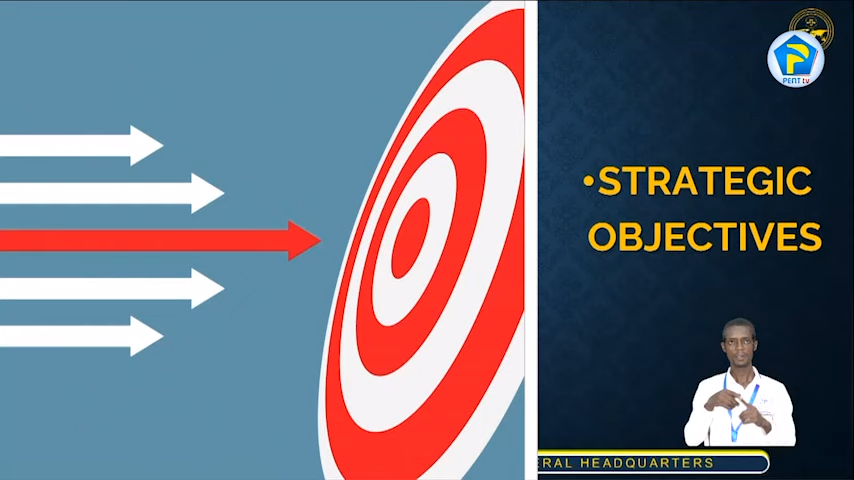 PENT tv
•STRATEGIC
OBJECTIVES
ERAL HEADQUARTERS